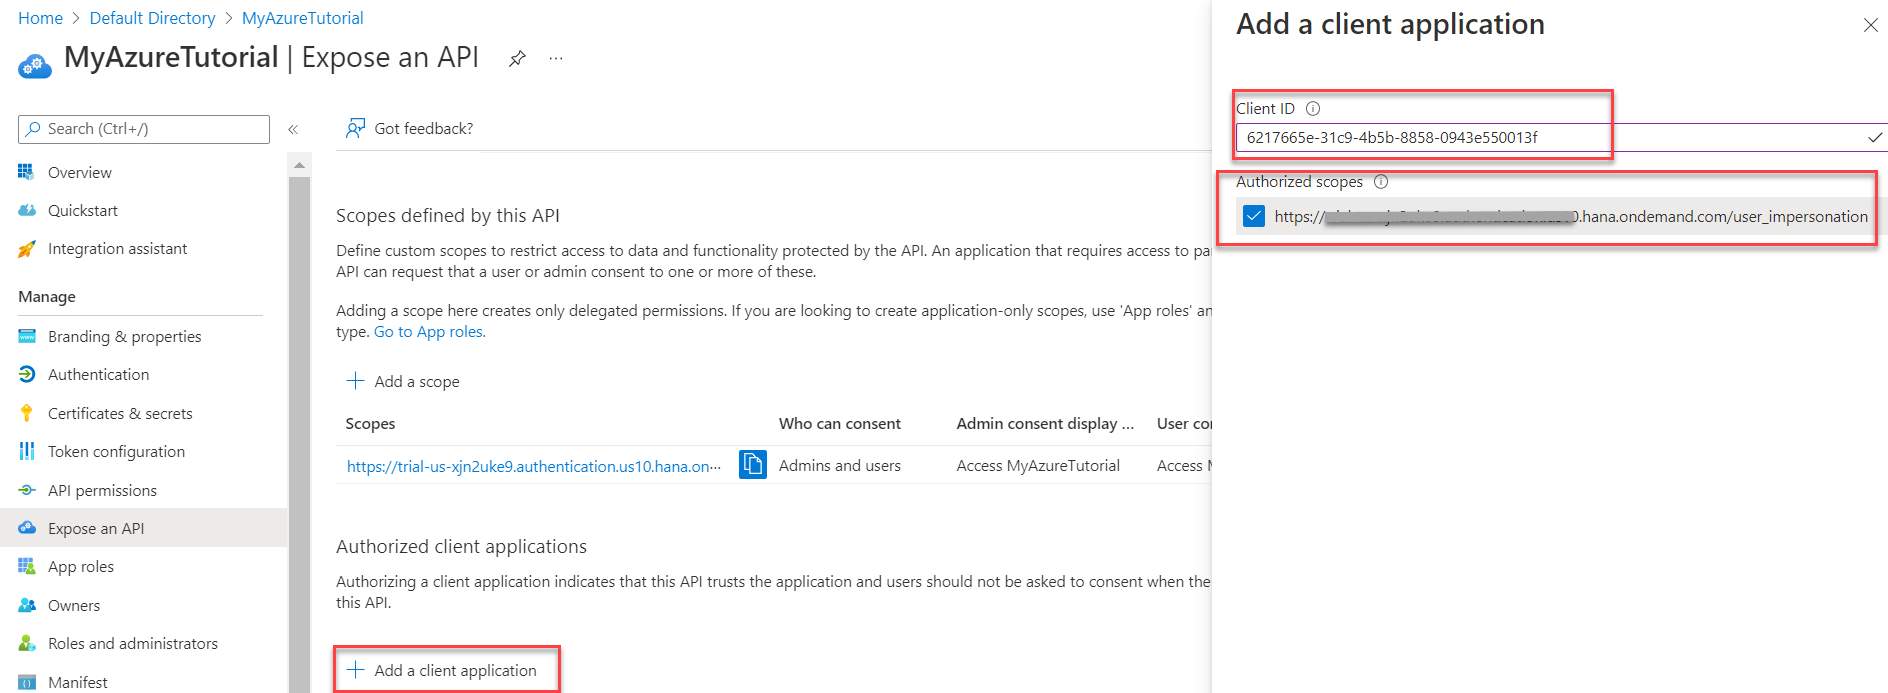 Home > Default Directory > MyAzureTutorial
MyAzureTutorial | Expose an API
Search (Ctrl+/)
Overview
Quickstart
Integration assistant
Manage
Branding & properties
Authentication
Certificates & secrets
Token configuration
API permissions
Expose an API
App roles
Owners
Roles and administrators
Manifest
Got feedback?
Scopes defined by this API
Define custom scopes to restrict access to data and functionality protected by the API. An application that requires access to pa
API can request that a user or admin consent to one or more of these.
Adding a scope here creates only delegated permissions. If you are looking to create application-only scopes, use 'App roles' an
type. Go to App roles.
Add a scope
Scopes Who can consent Admin consent display ... User co
https://trial-us-xjn2uke9.authentication.us10.hana.on... Admins and users Access MyAzureTutorial Access
Authorized client applications
Authorizing a client application indicates that this API trusts the application and users should not be asked to consent when the
this API.
Add a client application
Add a client application
Client ID
6217665e-31c9-4b5b-8858-0943e550013f
Authorized scopes
https:// 0.hana.ondemand.com/user_impersonation